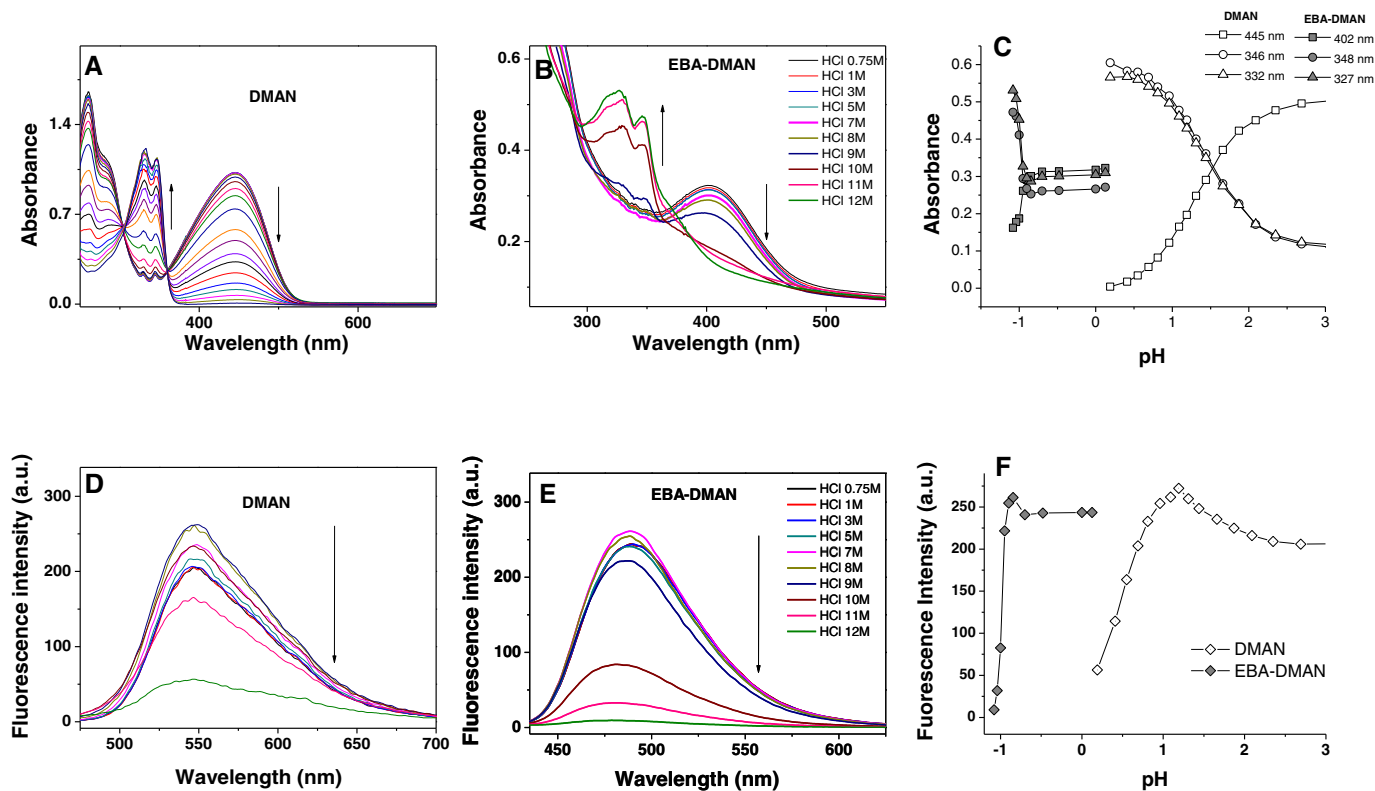 A
DMAN
Absorbance
1.4
0.7
0.0
400
600
Wavelength (nm)
B
EBA-DMAN
Absorbance
0.6
0.4
0.2
300
400
500
Wavelength (nm)
HCl 0.75M
HCl 1M
HCl 3M
HCl 5M
HCl 7M
HCl 8M
HCl 9M
HCl 10M
HCl 11M
HCl 12M
C
DMAN
445 nm
346 nm
332 nm
EBA-DMAN
402 nm
348 nm
327 nm
Absorbance
0.6
0.5
0.4
0.3
0.2
0.1
0.0
-1
0
1
2
3
pH
D
DMAN
Fluorescence intensity (a.u.)
300
200
100
0
500
550
600
650
700
Wavelength (nm)
E
EBA-DMAN
Fluorescence intensity (a.u.)
300
200
100
0
450
500
550
600
Wavelength (nm)
HCl 0.75M
HCl 1M
HCl 3M
HCl 5M
HCl 7M
HCl 8M
HCl 9M
HCl 10M
HCl 11M
HCl 12M
F
Fuorescence Intensity (a.u.)
250
200
150
100
50
0
-1
0
1
2
3
pH
DMAN
EBA-DMAN